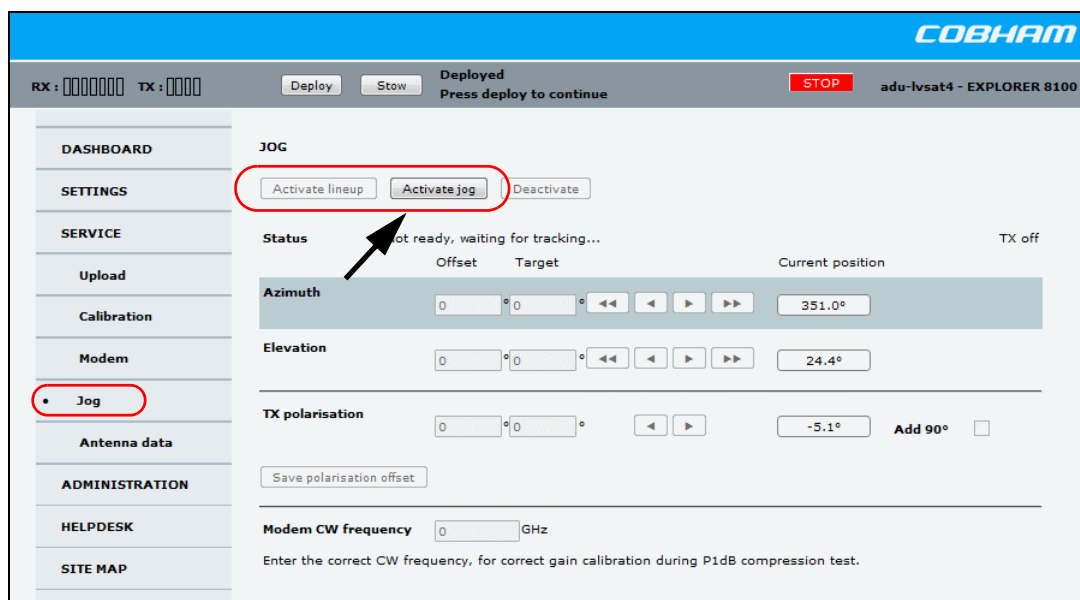 COBHAM
RX : TX : Deploy Stow Deployed STOP adu-lvsat4 - EXPLORER 8100
Press deploy to continue
DASHBOARD
SETTINGS
SERVICE
Upload
Calibration
Modem
• Jog
Antenna data
ADMINISTRATION
HELPDESK
SITE MAP
JOG
Activate lineup Activate jog Deactivate
Status ready, waiting for tracking... TX off
Offset Target Current position
Azimuth 0 ° 0 ° ◄◄ ◄ ► ►► 351.0°
Elevation 0 ° 0 ° ◄◄ ◄ ► ►► 24.4°
TX polarisation 0 ° 0 ° ◄ ► -5.1° Add 90°
Save polarisation offset
Modem CW frequency 0 GHz
Enter the correct CW frequency, for correct gain calibration during P1dB compression test.